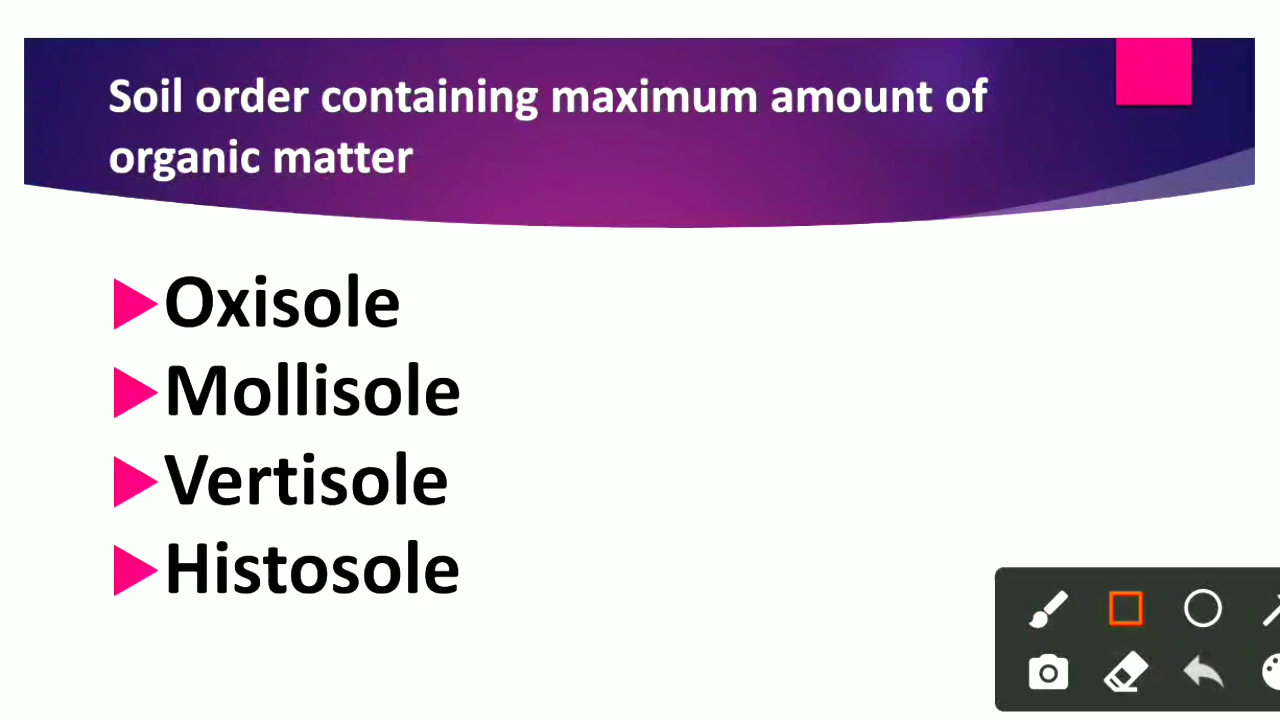 Soil order containing maximum amount of
organic matter
Oxisole
Mollisole
Vertisole
Histosole